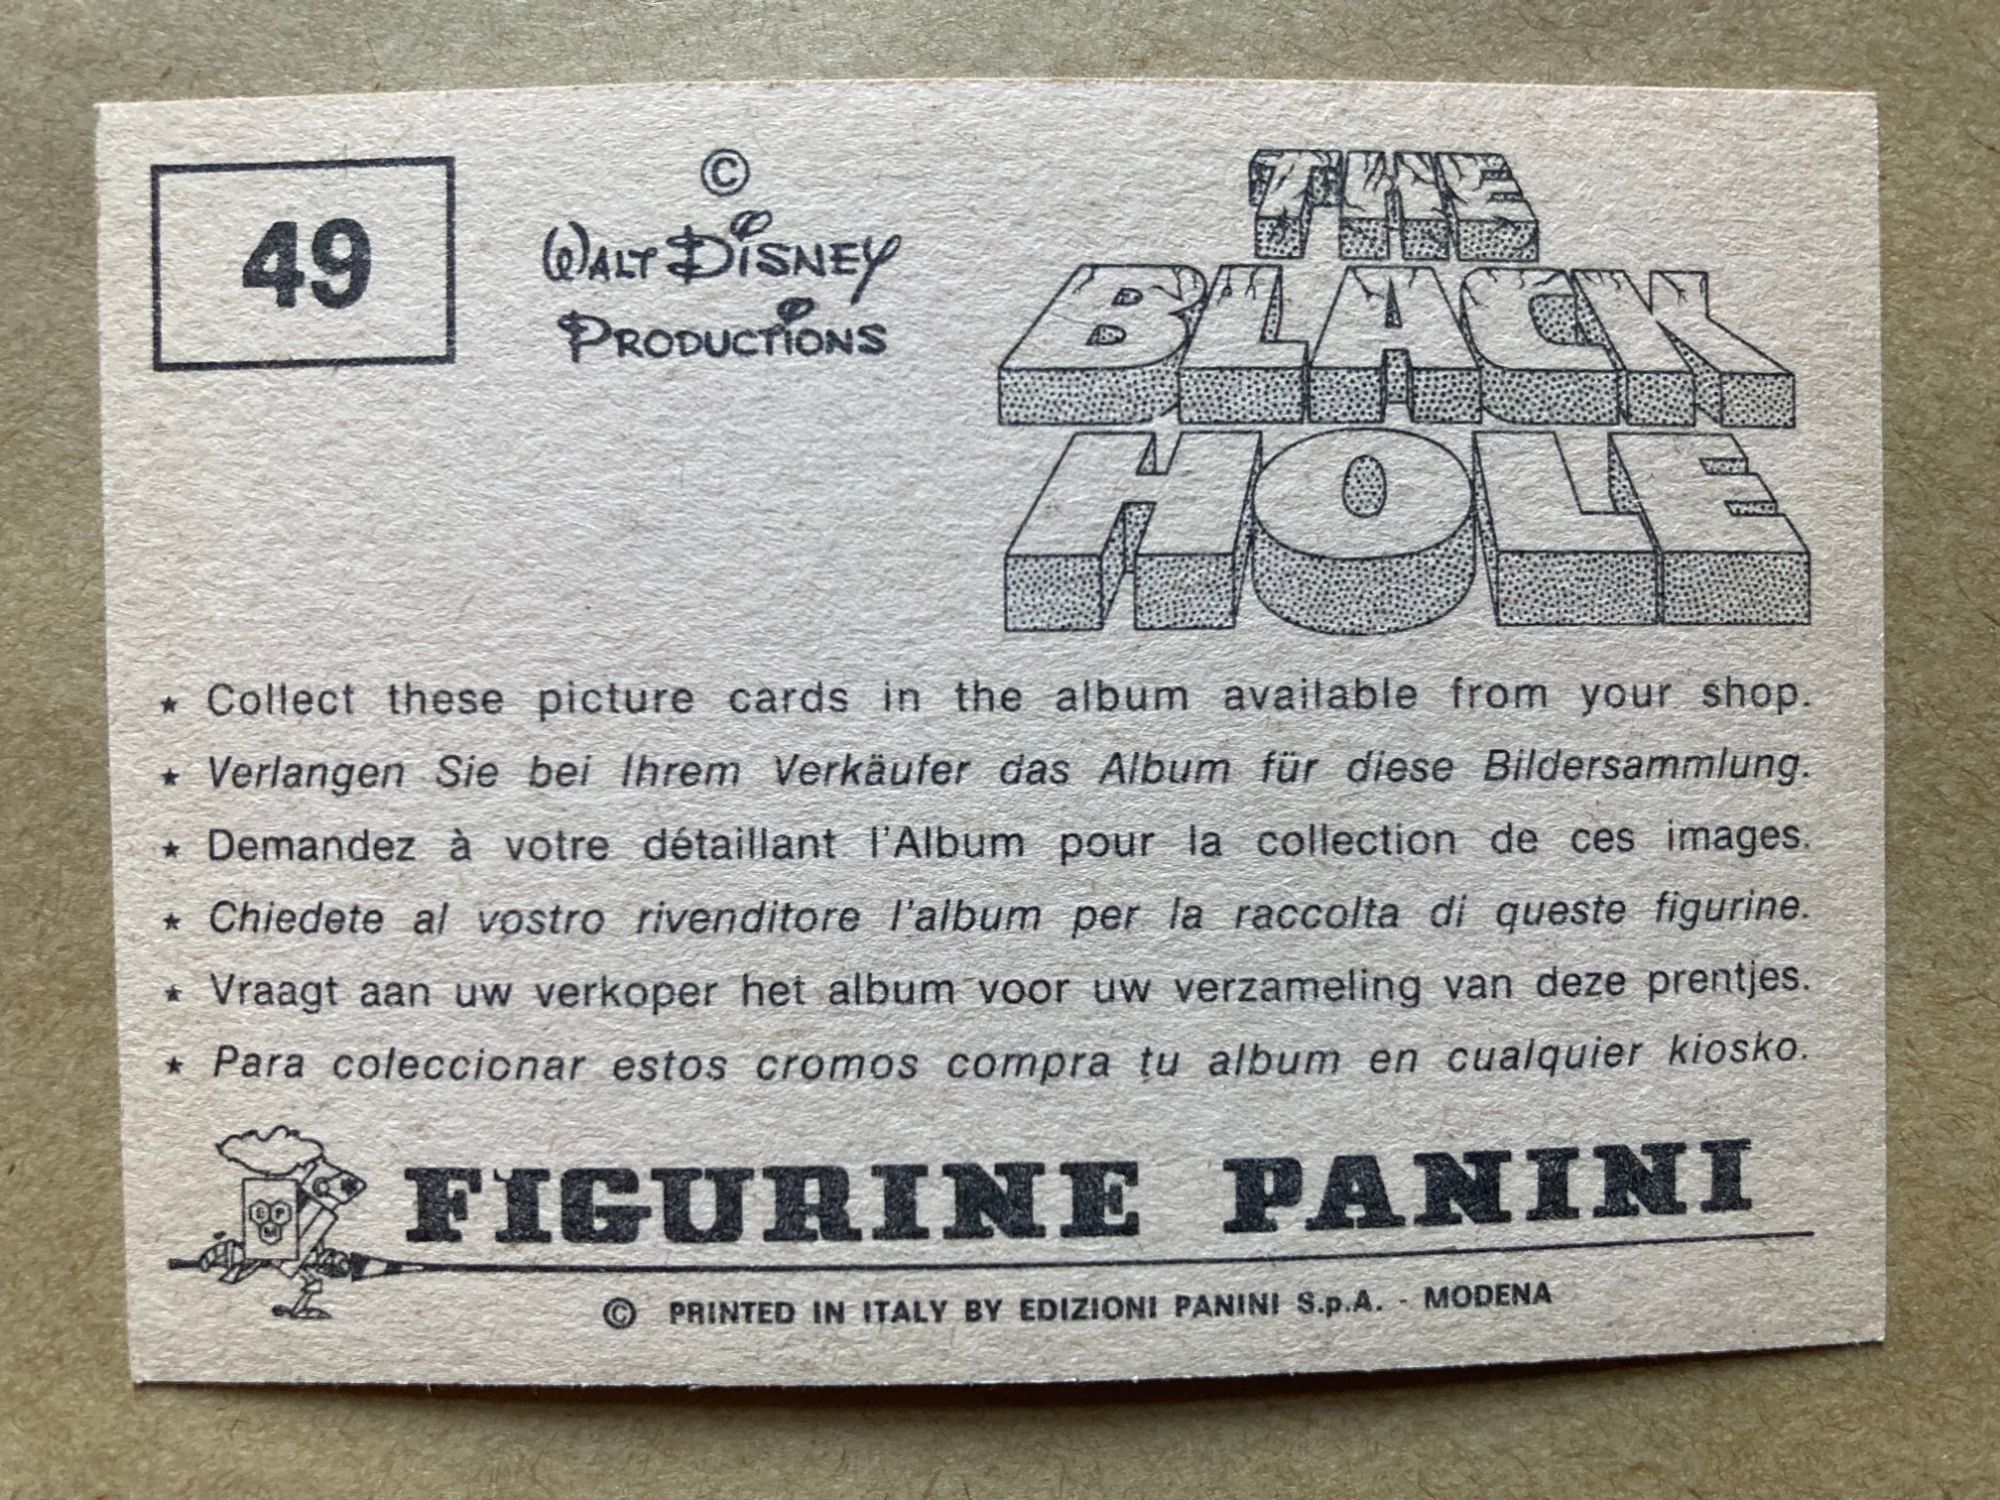 49
©
WALT DISNEY
PRODUCTIONS
THE
BLACK
HOLE
★ Collect these picture cards in the album available from your shop.
★ Verlangen Sie bei Ihrem Verkäufer das Album für diese Bildersammlung.
★ Demandez à votre détaillant l'Album pour la collection de ces images.
★ Chiedete al vostro rivenditore l'album per la raccolta di queste figurine.
★ Vraagt aan uw verkoper het album voor uw verzameling van deze prentjes.
★ Para coleccionar estos cromos compra tu album en cualquier kiosko.
EPM
FIGURINE PANINI
© PRINTED IN ITALY BY EDIZIONI PANINI S.p.A. - MODENA